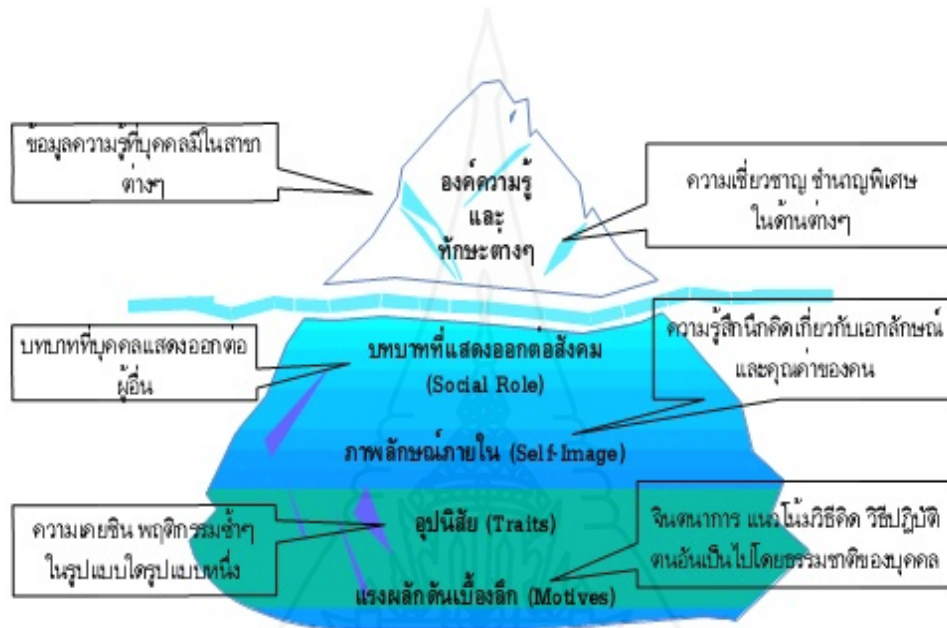 ข้อมูลความรู้ที่บุคคลมีในสาขา
ต่างๆ
องค์ความรู้
และ
ทักษะต่างๆ
ความเชี่ยวชาญ ชำนาญพิเศษ
ในด้านต่างๆ
บทบาทที่บุคคลแสดงออกต่อ
ผู้อื่น
บทบาทที่แสดงออกต่อสังคม
(Social Role)
ความรู้สึกนึกคิดเกี่ยวกับเอกลักษณ์
และคุณค่าของคน
ภาพลักษณ์ภายใน (Self-Image)
ความเคยชิน พฤติกรรมซ้ำๆ
ในรูปแบบใดรูปแบบหนึ่ง
อุปนิสัย (Traits)
จินตนาการ แนวโน้มวิธีคิด วิธีปฏิบัติ
ตนอันเป็นไปโดยธรรมชาติของบุคคล
แรงผลักดันเบื้องลึก (Motives)